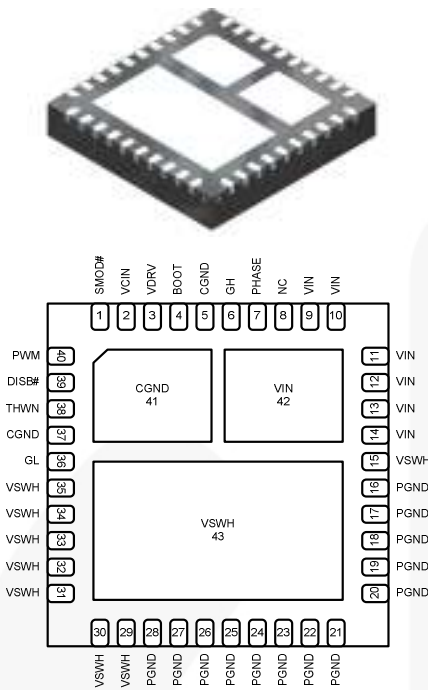 SMOD#
VCIN
VDRV
BOOT
CGND
GH
PHASE
NC
VIN
VIN
1
2
3
4
5
6
7
8
9
10
PWM 40
DISB# 39
THWN 38
CGND 37
GL 36
VSWH 35
VSWH 34
VSWH 33
VSWH 32
VSWH 31
CGND
41
VIN
42
VSWH
43
11 VIN
12 VIN
13 VIN
14 VIN
15 VSWH
16 PGND
17 PGND
18 PGND
19 PGND
20 PGND
30
29
28
27
26
25
24
23
22
21
VSWH
VSWH
PGND
PGND
PGND
PGND
PGND
PGND
PGND
PGND